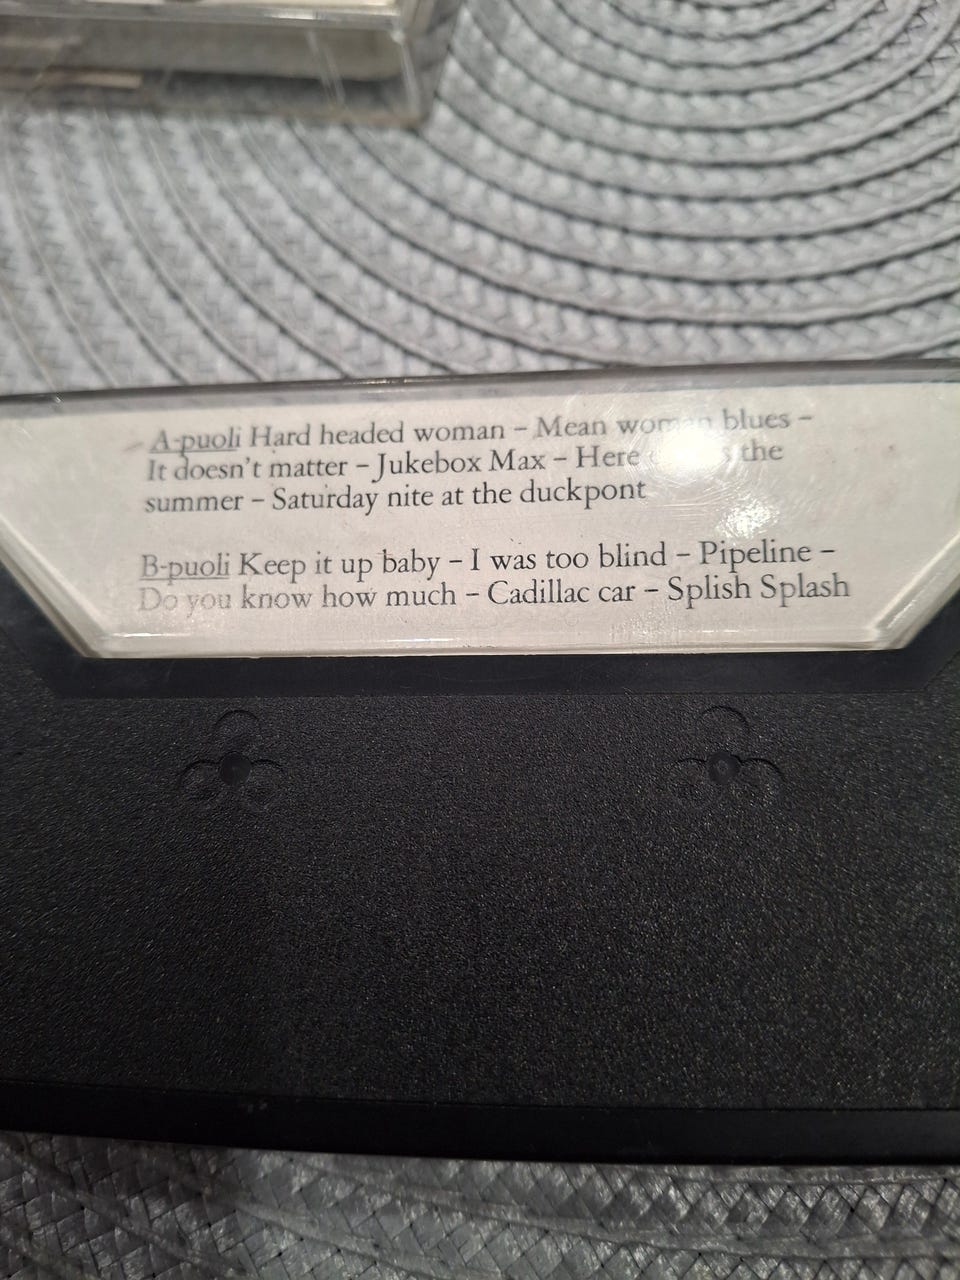 A-puoli Hard headed woman – Mean woman blues –
It doesn't matter – Jukebox Max – Here the
summer – Saturday nite at the duckpont
B-puoli Keep it up baby – I was too blind – Pipeline –
Do you know how much – Cadillac car – Splish Splash